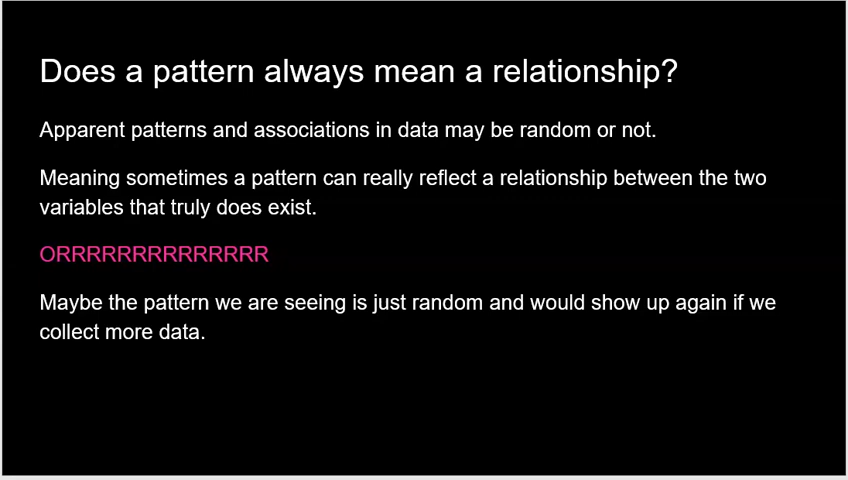 Does a pattern always mean a relationship?
Apparent patterns and associations in data may be random or not.
Meaning sometimes a pattern can really reflect a relationship between the two
variables that truly does exist.
ORRRRRRRRRRRRRR
Maybe the pattern we are seeing is just random and would show up again if we
collect more data.